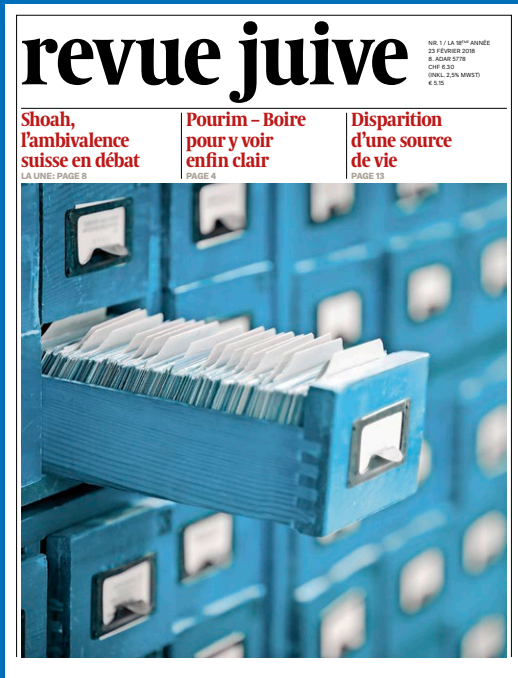 revue juive
NR. 1 / LA 18ÈME ANNÉE
23 FÉVRIER 2018
8. ADAR 5778
CHF 6.30
(INKL. 2,5% MWST)
€ 5.15
Shoah,
l’ambivalence
suisse en débat
LA UNE: PAGE 8
Pourim – Boire
pour y voir
enfin clair
PAGE 4
Disparition
d’une source
de vie
PAGE 13